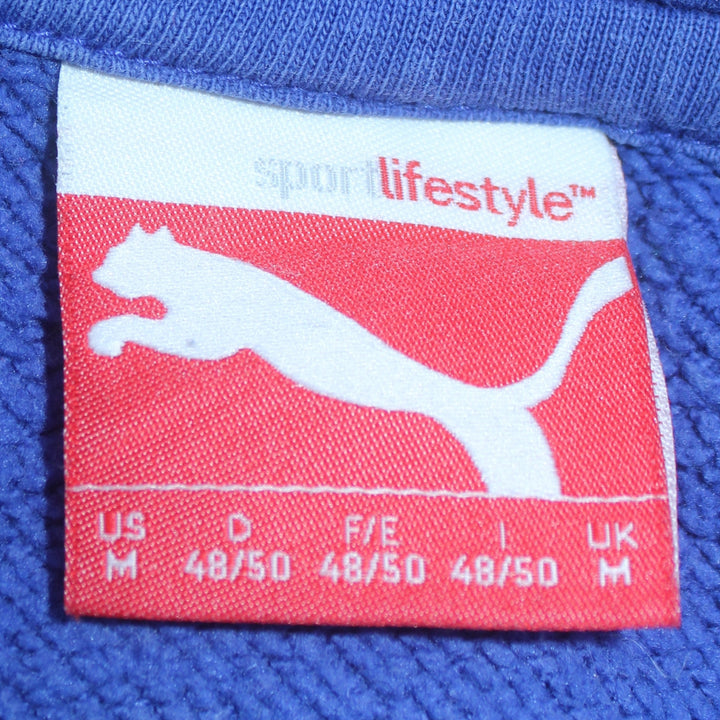 sportlifestyle™
US D F/E I UK
M 48/50 48/50 48/50 M